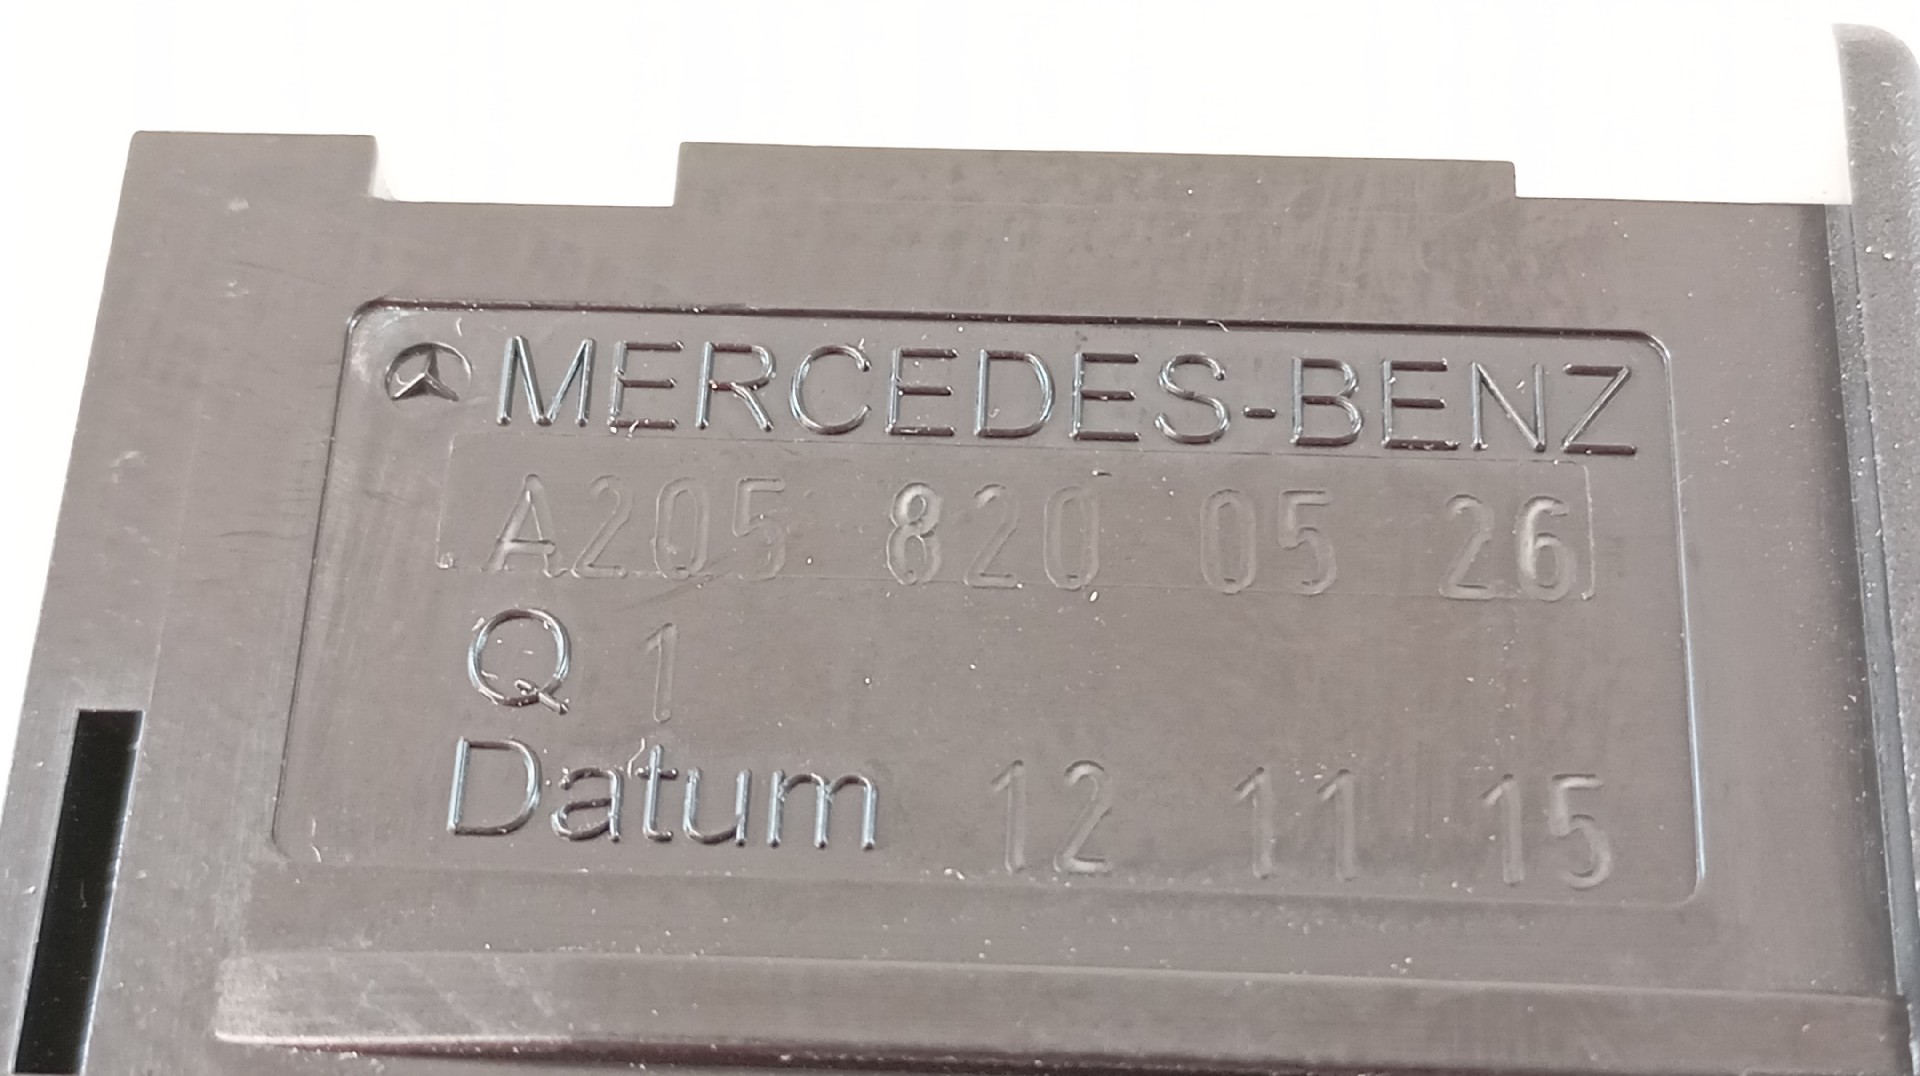 MERCEDES-BENZ
A205 820 05 26
Q 1
Datum 12 11 15